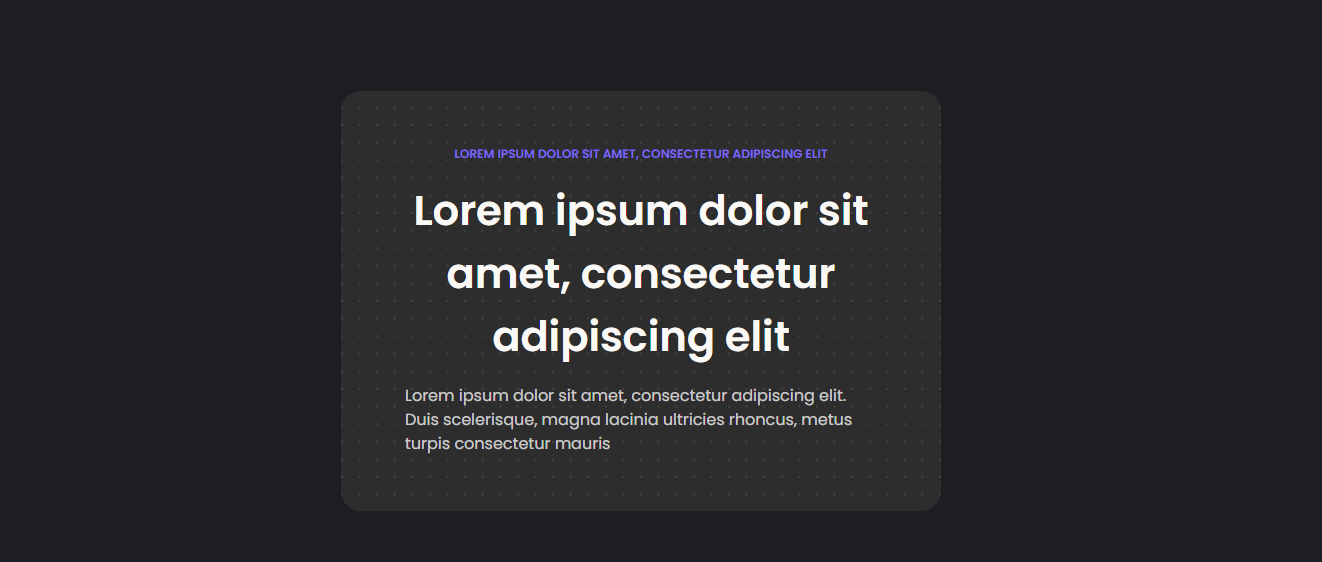 LOREM IPSUM DOLOR SIT AMET, CONSECTETUR ADIPISCING ELIT
Lorem ipsum dolor sit
amet, consectetur
adipiscing elit
Lorem ipsum dolor sit amet, consectetur adipiscing elit.
Duis scelerisque, magna lacinia ultricies rhoncus, metus
turpis consectetur mauris